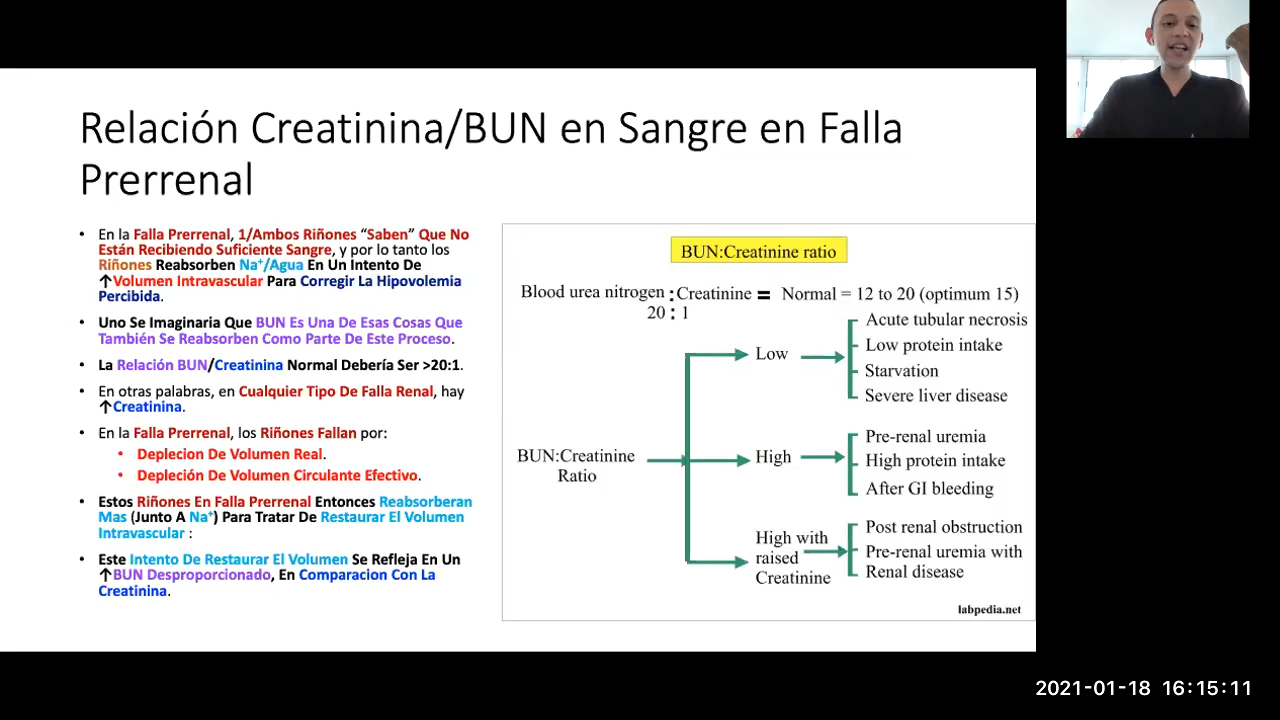 Relación Creatinina/BUN en Sangre en Falla
Prerrenal
• En la Falla Prerrenal, 1/Ambos Riñones “Saben” Que No
Están Recibiendo Suficiente Sangre, y por lo tanto los
Riñones Reabsorben Na+/Agua En Un Intento De
↑Volumen Intravascular Para Corregir La Hipovolemia
Percibida.
• Uno Se Imaginaria Que BUN Es Una De Esas Cosas Que
También Se Reabsorben Como Parte De Este Proceso.
• La Relación BUN/Creatinina Normal Debería Ser >20:1.
• En otras palabras, en Cualquier Tipo De Falla Renal, hay
↑Creatinina.
• En la Falla Prerrenal, los Riñones Fallan por:
• Deplecion De Volumen Real.
• Depleción De Volumen Circulante Efectivo.
• Estos Riñones En Falla Prerrenal Entonces Reabsorberan
Mas (Junto A Na+) Para Tratar De Restaurar El Volumen
Intravascular :
• Este Intento De Restaurar El Volumen Se Refleja En Un
↑BUN Desproporcionado, En Comparacion Con La
Creatinina.
BUN:Creatinine ratio
Blood urea nitrogen : Creatinine = Normal = 12 to 20 (optimum 15)
20 : 1
Low
Acute tubular necrosis
Low protein intake
Starvation
Severe liver disease
BUN:Creatinine
Ratio
High
Pre-renal uremia
High protein intake
After GI bleeding
High with
raised
Creatinine
Post renal obstruction
Pre-renal uremia with
Renal disease
labpedia.net
2021-01-18 16:15:11